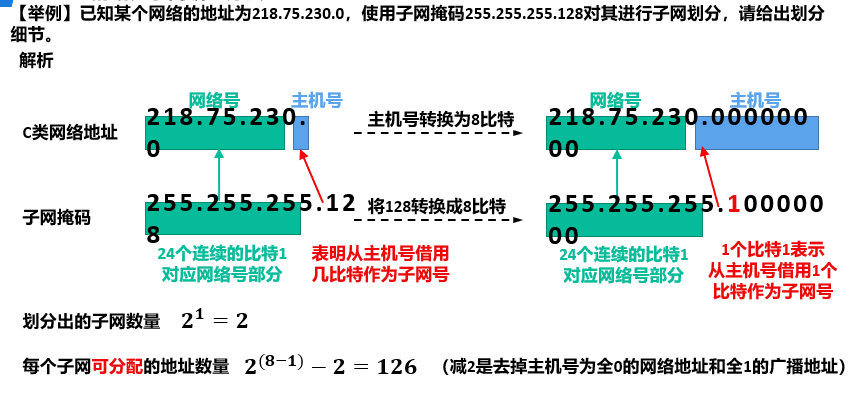 【举例】已知某个网络的地址为218.75.230.0，使用子网掩码255.255.255.128对其进行子网划分，请给出划分
细节。
解析
网络号 主机号 网络号 主机号
C类网络地址 218.75.230. 主机号转换为8比特 218.75.230.000000
0 00
子网掩码 255.255.255.12 将128转换成8比特 255.255.255.100000
8 00
24个连续的比特1 表明从主机号借用 24个连续的比特1 1个比特1表示
对应网络号部分 几比特作为子网号 对应网络号部分 从主机号借用1个
比特作为子网号
划分出的子网数量 2^1 = 2
每个子网可分配的地址数量 2^(8−1) − 2 = 126 （减2是去掉主机号为全0的网络地址和全1的广播地址）